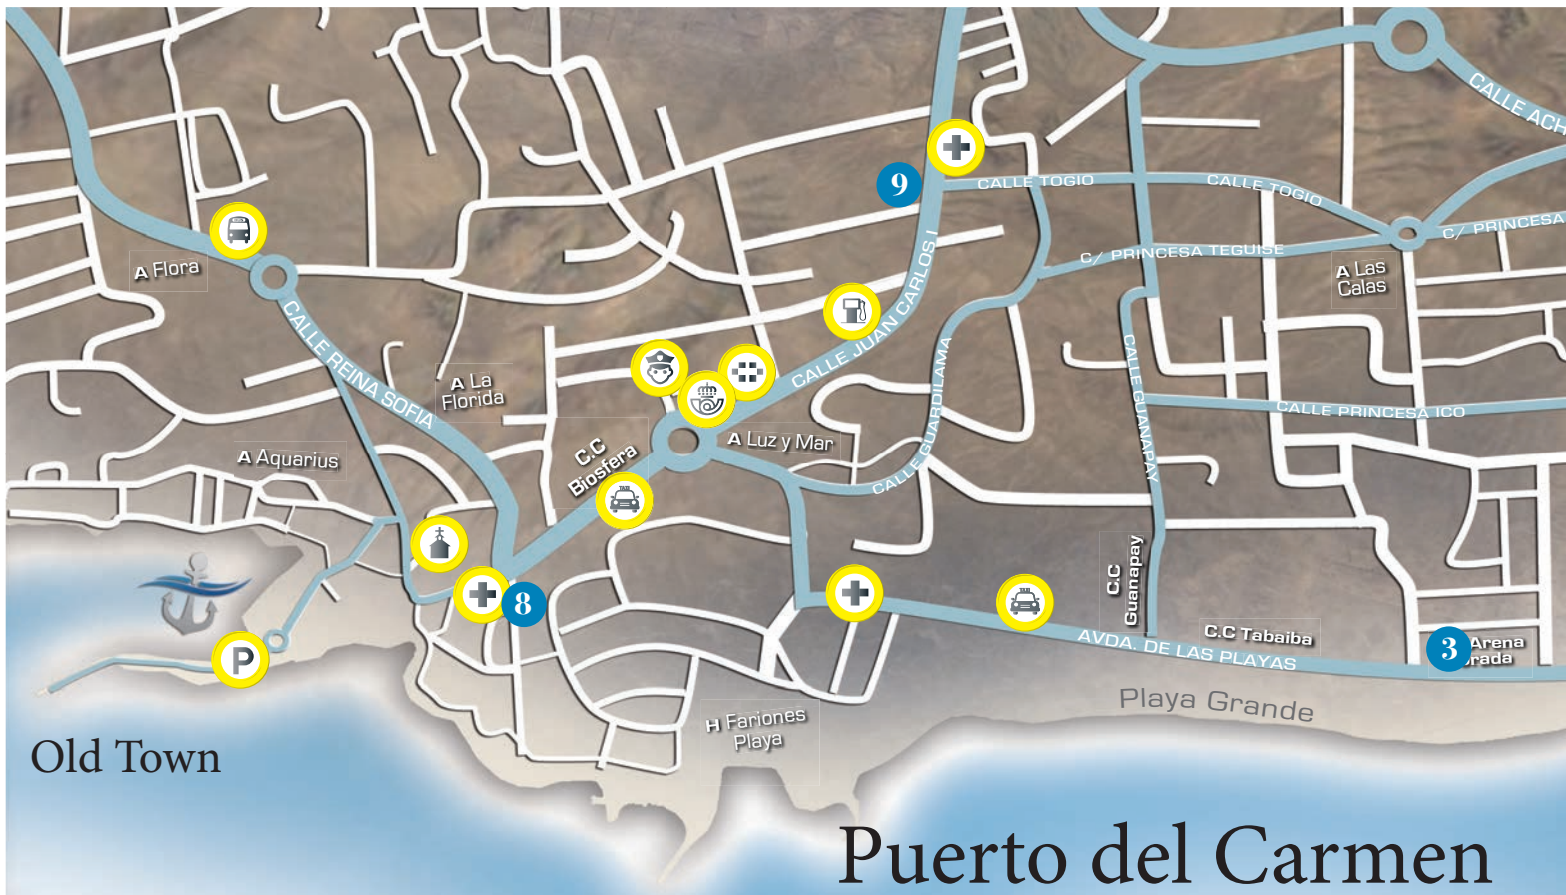 CALLE ACH
9
CALLE TOGIO
CALLE TOGIO
C/ PRINCESA
C/ PRINCESA TEGUISE
A Flora
A Las
Calas
CALLE JUAN CARLOS I
CALLE REINA SOFIA
A La
Florida
CALLE GUARDILAMA
CALLE GUANAPAY
CALLE PRINCESA ICO
A Luz y Mar
C.C
Biosfera
A Aquarius
TAXI
C.C
Guanapay
8
TAXI
AVDA. DE LAS PLAYAS
C.C Tabaiba
3
Arena
rada
P
Playa Grande
H Fariones
Playa
Old Town
Puerto del Carmen